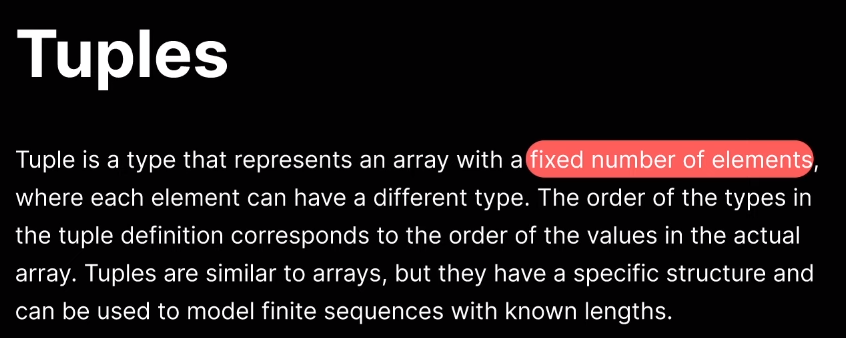 Tuples
Tuple is a type that represents an array with a fixed number of elements,
where each element can have a different type. The order of the types in
the tuple definition corresponds to the order of the values in the actual
array. Tuples are similar to arrays, but they have a specific structure and
can be used to model finite sequences with known lengths.